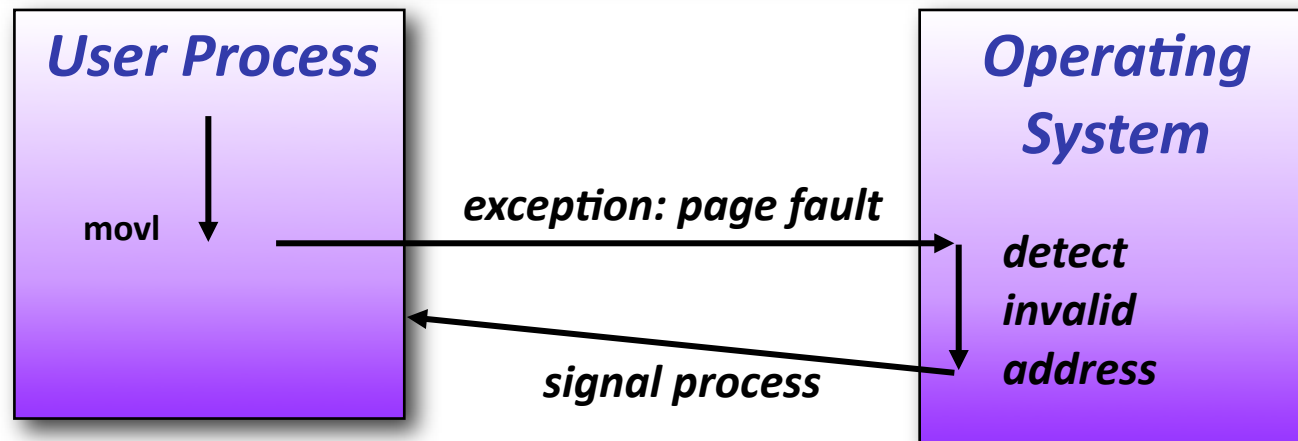 User Process
Operating
System
movl
exception: page fault
detect
invalid
address
signal process